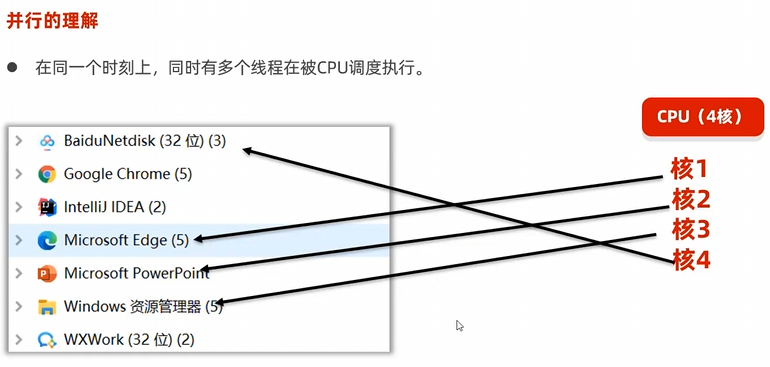 并行的理解
在同一个时刻上，同时有多个线程在被CPU调度执行。
CPU（4核）
BaiduNetdisk (32 位) (3)
Google Chrome (5)
IntelliJ IDEA (2)
Microsoft Edge (5)
Microsoft PowerPoint
Windows 资源管理器 (5)
WXWork (32 位) (2)
核1
核2
核3
核4